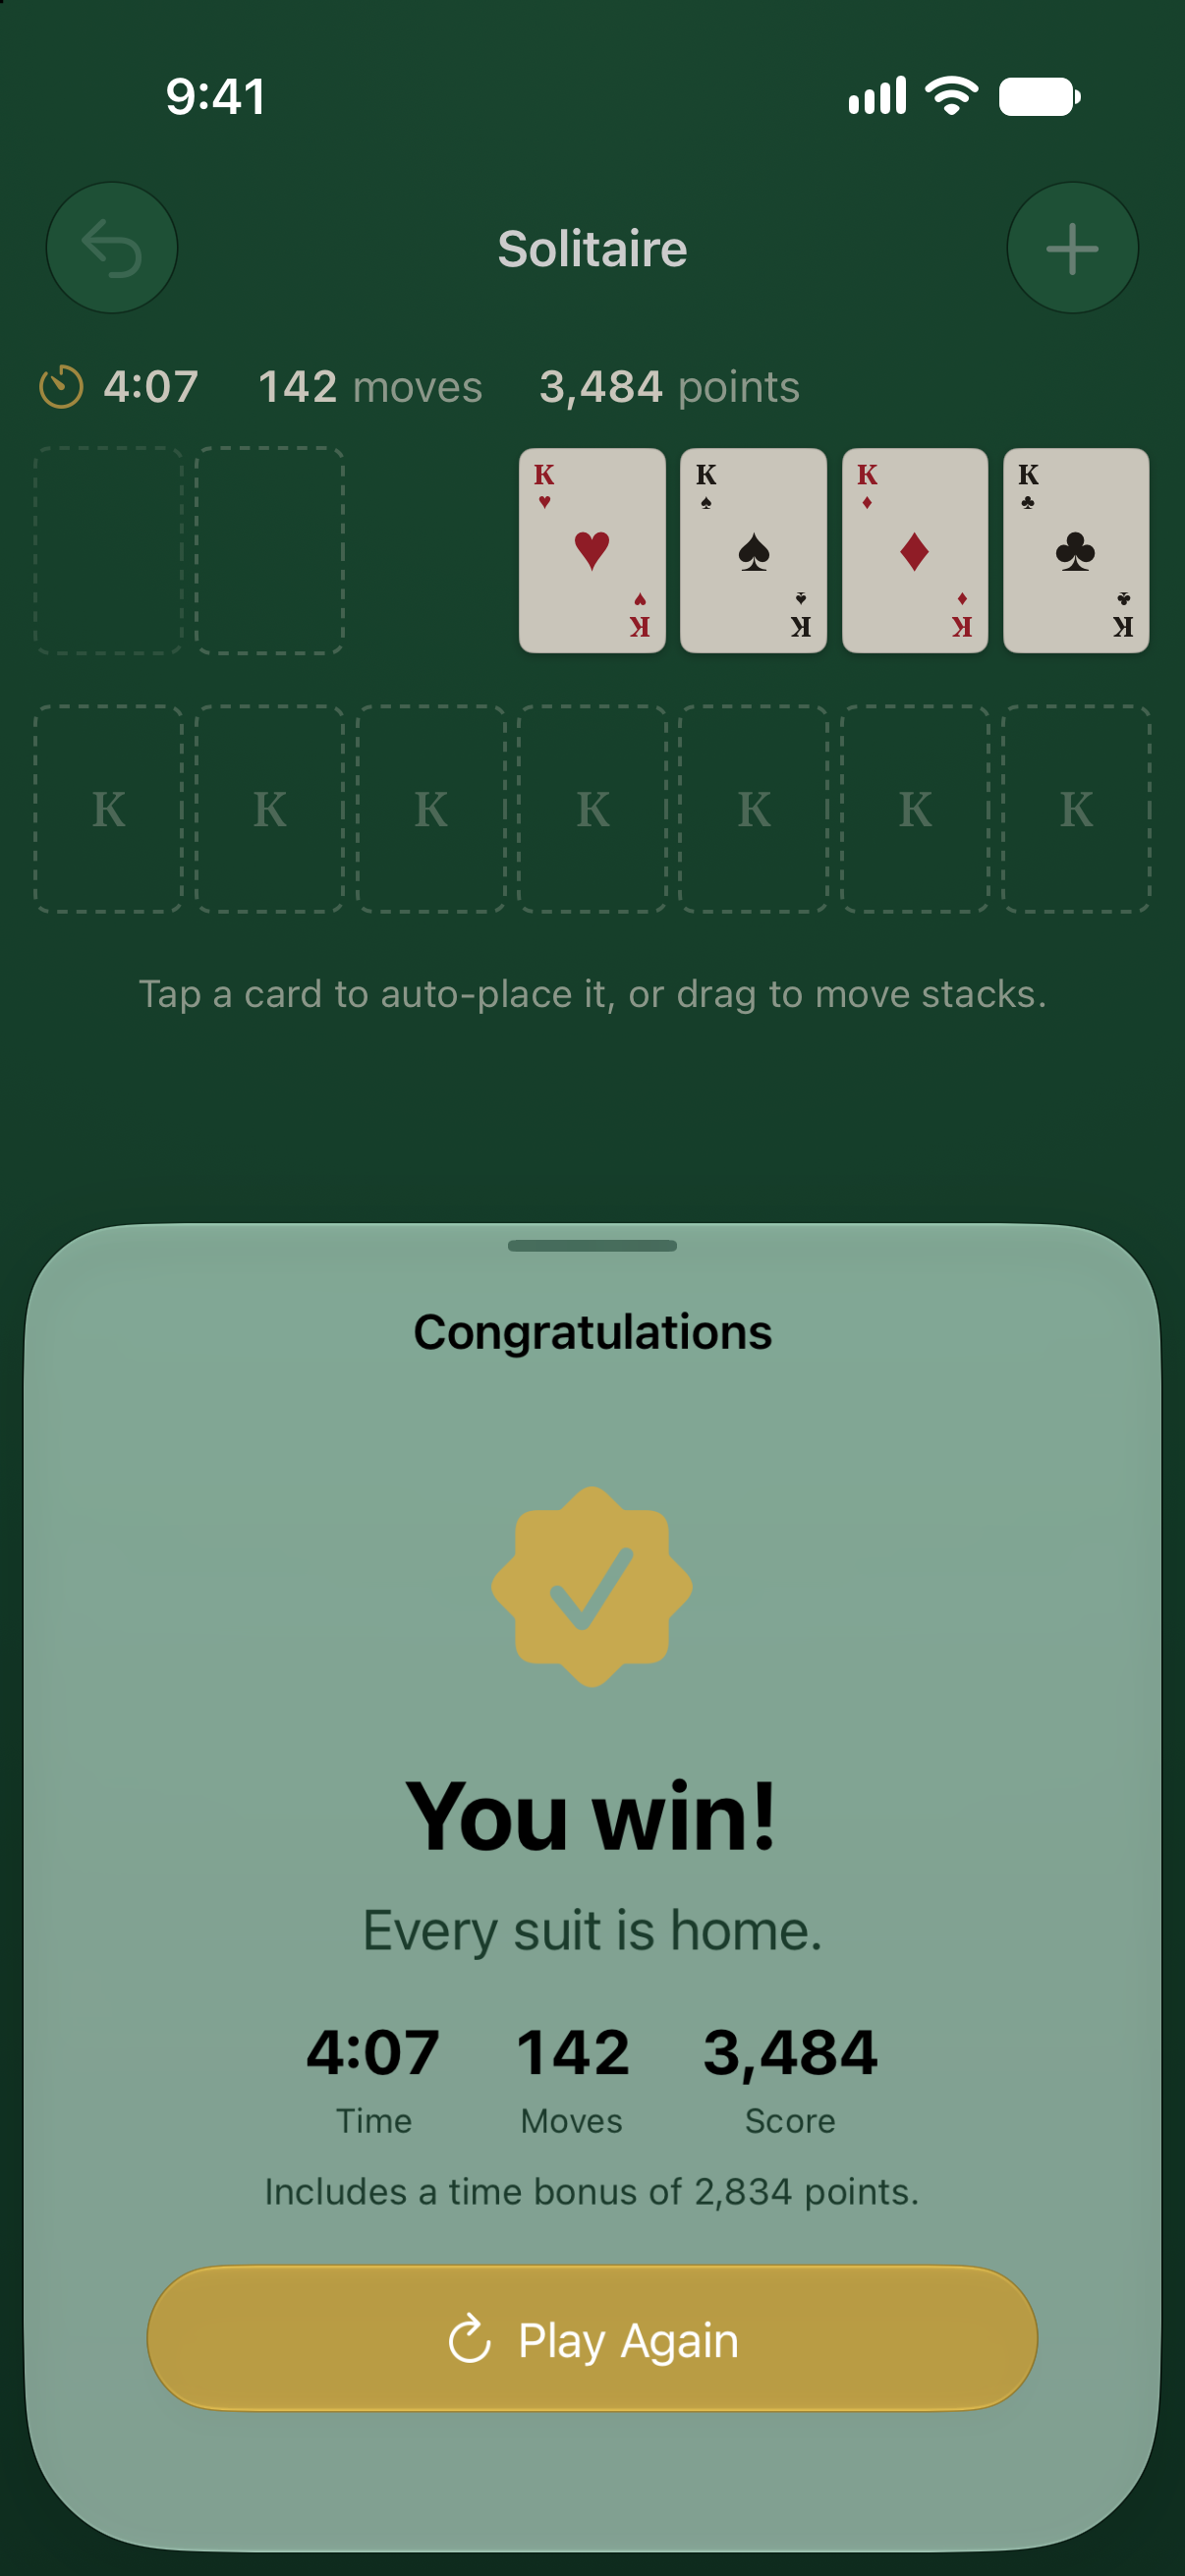 9:41
Solitaire
4:07 142 moves 3,484 points
K K K K
♥ ♠ ♦ ♣
♥ ♠ ♦ ♣
♥ ♠ ♦ ♣
K K K K
K K K K K K K
Tap a card to auto-place it, or drag to move stacks.
Congratulations
You win!
Every suit is home.
4:07 142 3,484
Time Moves Score
Includes a time bonus of 2,834 points.
Play Again